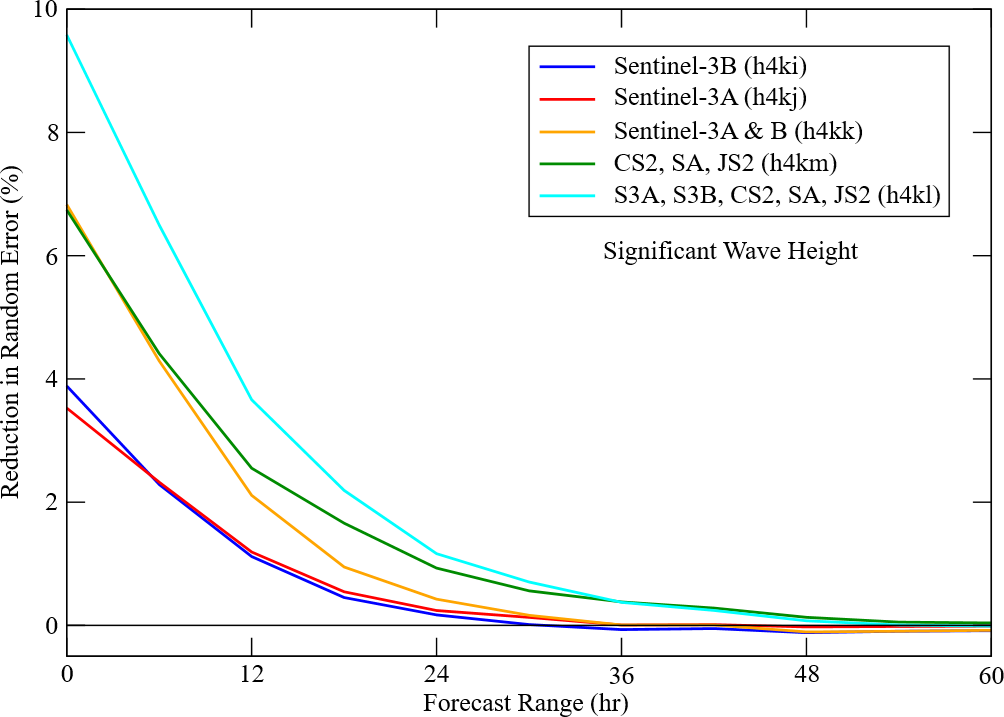 10
8
6
4
2
0
Reduction in Random Error (%)
Sentinel-3B (h4ki)
Sentinel-3A (h4kj)
Sentinel-3A & B (h4kk)
CS2, SA, JS2 (h4km)
S3A, S3B, CS2, SA, JS2 (h4kl)
Significant Wave Height
0 12 24 36 48 60
Forecast Range (hr)